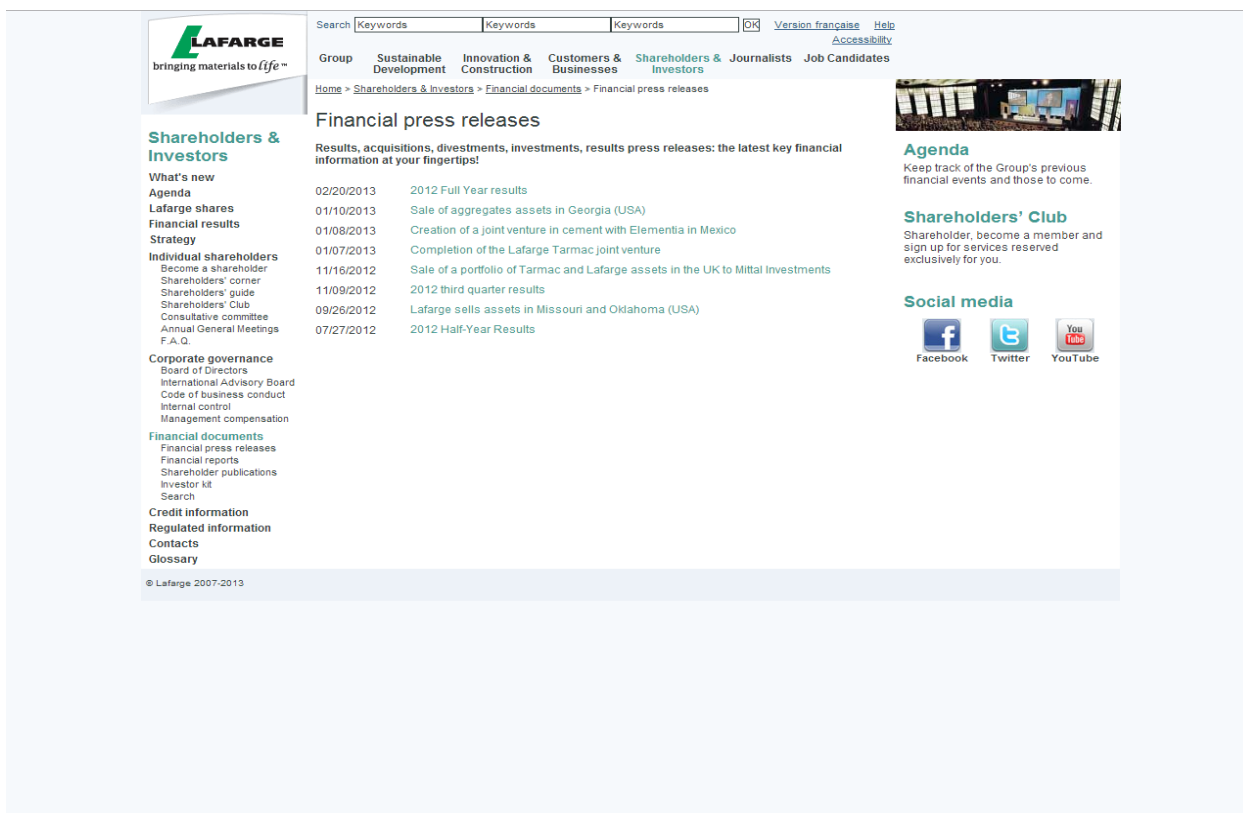 LAFARGE
bringing materials to life™
Search Keywords Keywords Keywords OK Version française Help
Accessibility
Group Sustainable Development Innovation & Construction Customers & Businesses Shareholders & Investors Journalists Job Candidates
Home > Shareholders & Investors > Financial documents > Financial press releases
Shareholders &
Investors
What's new
Agenda
Lafarge shares
Financial results
Strategy
Individual shareholders
Become a shareholder
Shareholders' corner
Shareholders' guide
Shareholders' Club
Consultative committee
Annual General Meetings
F.A.Q.
Corporate governance
Board of Directors
International Advisory Board
Code of business conduct
Internal control
Management compensation
Financial documents
Financial press releases
Financial reports
Shareholder publications
Investor kit
Search
Credit information
Regulated information
Contacts
Glossary
Financial press releases
Results, acquisitions, divestments, investments, results press releases: the latest key financial
information at your fingertips!
02/20/2013 2012 Full Year results
01/10/2013 Sale of aggregates assets in Georgia (USA)
01/08/2013 Creation of a joint venture in cement with Elementia in Mexico
01/07/2013 Completion of the Lafarge Tarmac joint venture
11/16/2012 Sale of a portfolio of Tarmac and Lafarge assets in the UK to Mittal Investments
11/09/2012 2012 third quarter results
09/26/2012 Lafarge sells assets in Missouri and Oklahoma (USA)
07/27/2012 2012 Half-Year Results
Agenda
Keep track of the Group's previous
financial events and those to come.
Shareholders' Club
Shareholder, become a member and
sign up for services reserved
exclusively for you.
Social media
You
Tube
Facebook Twitter YouTube
© Lafarge 2007-2013